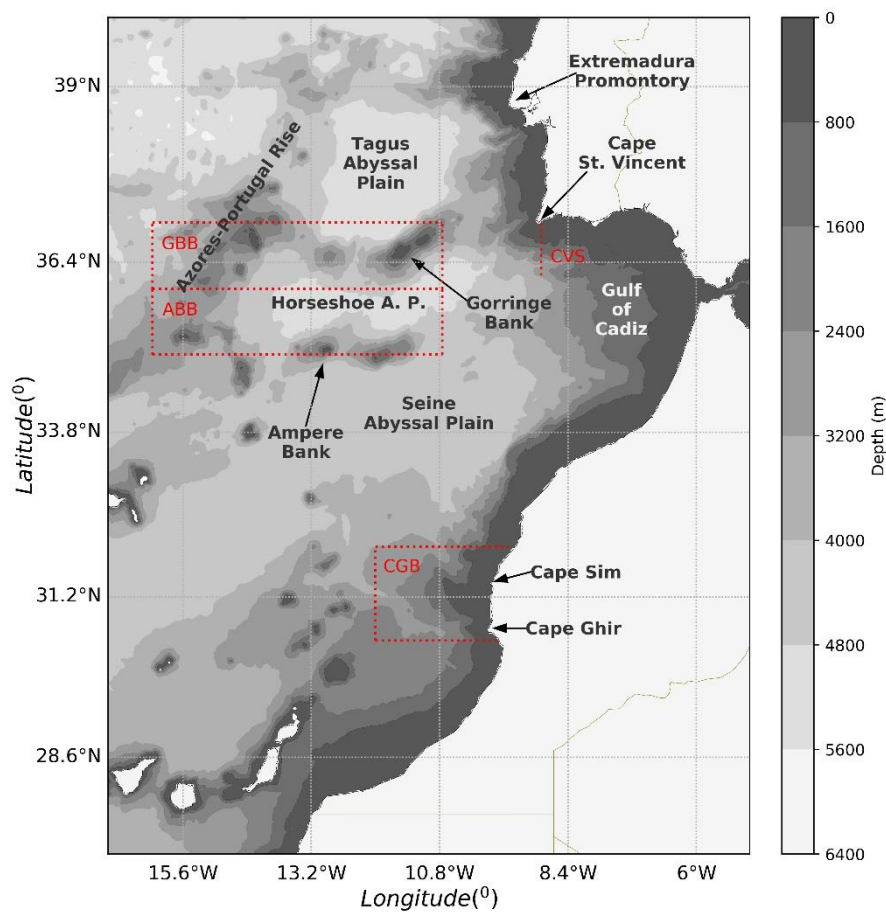 Extremadura
Promontory
Cape
St. Vincent
Tagus
Abyssal
Plain
Azores-Portugal Rise
GBB
CVS
Gorringe
Bank
Gulf
of
Cadiz
ABB
Horseshoe A. P.
Seine
Abyssal Plain
Ampere
Bank
CGB
Cape Sim
Cape Ghir
39°N
36.4°N
33.8°N
31.2°N
28.6°N
Latitude(⁰)
15.6°W
13.2°W
10.8°W
8.4°W
6°W
Longitude(⁰)
0
800
1600
2400
3200
4000
4800
5600
6400
Depth (m)